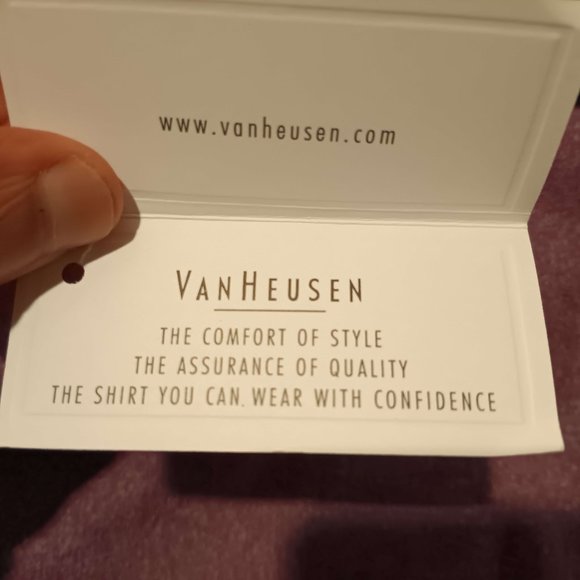 www.vanheusen.com
VANHEUSEN
THE COMFORT OF STYLE
THE ASSURANCE OF QUALITY
THE SHIRT YOU CAN. WEAR WITH CONFIDENCE